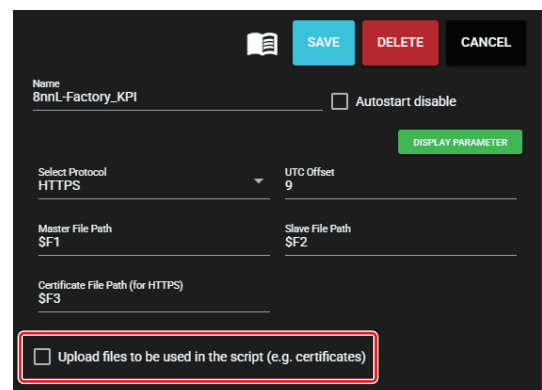 SAVE DELETE CANCEL
Name
8nnL-Factory_KPI
Autostart disable
DISPLAY PARAMETER
Select Protocol UTC Offset
HTTPS 9
Master File Path Slave File Path
$F1 $F2
Certificate File Path (for HTTPS)
$F3
Upload files to be used in the script (e.g. certificates)